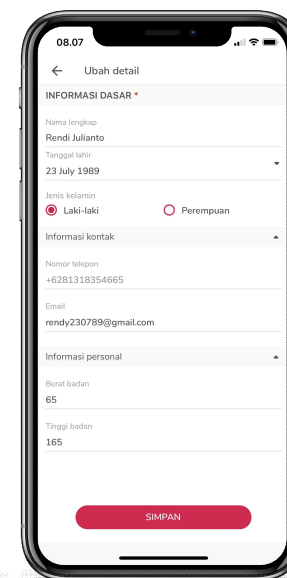 08.07
Ubah detail
INFORMASI DASAR *
Nama lengkap
Rendi Julianto
Tanggal lahir
23 July 1989
Jenis kelamin
Laki-laki Perempuan
Informasi kontak
Nomor telepon
+6281318354665
Email
rendy230789@gmail.com
Informasi personal
Berat badan
65
Tinggi badan
165
SIMPAN